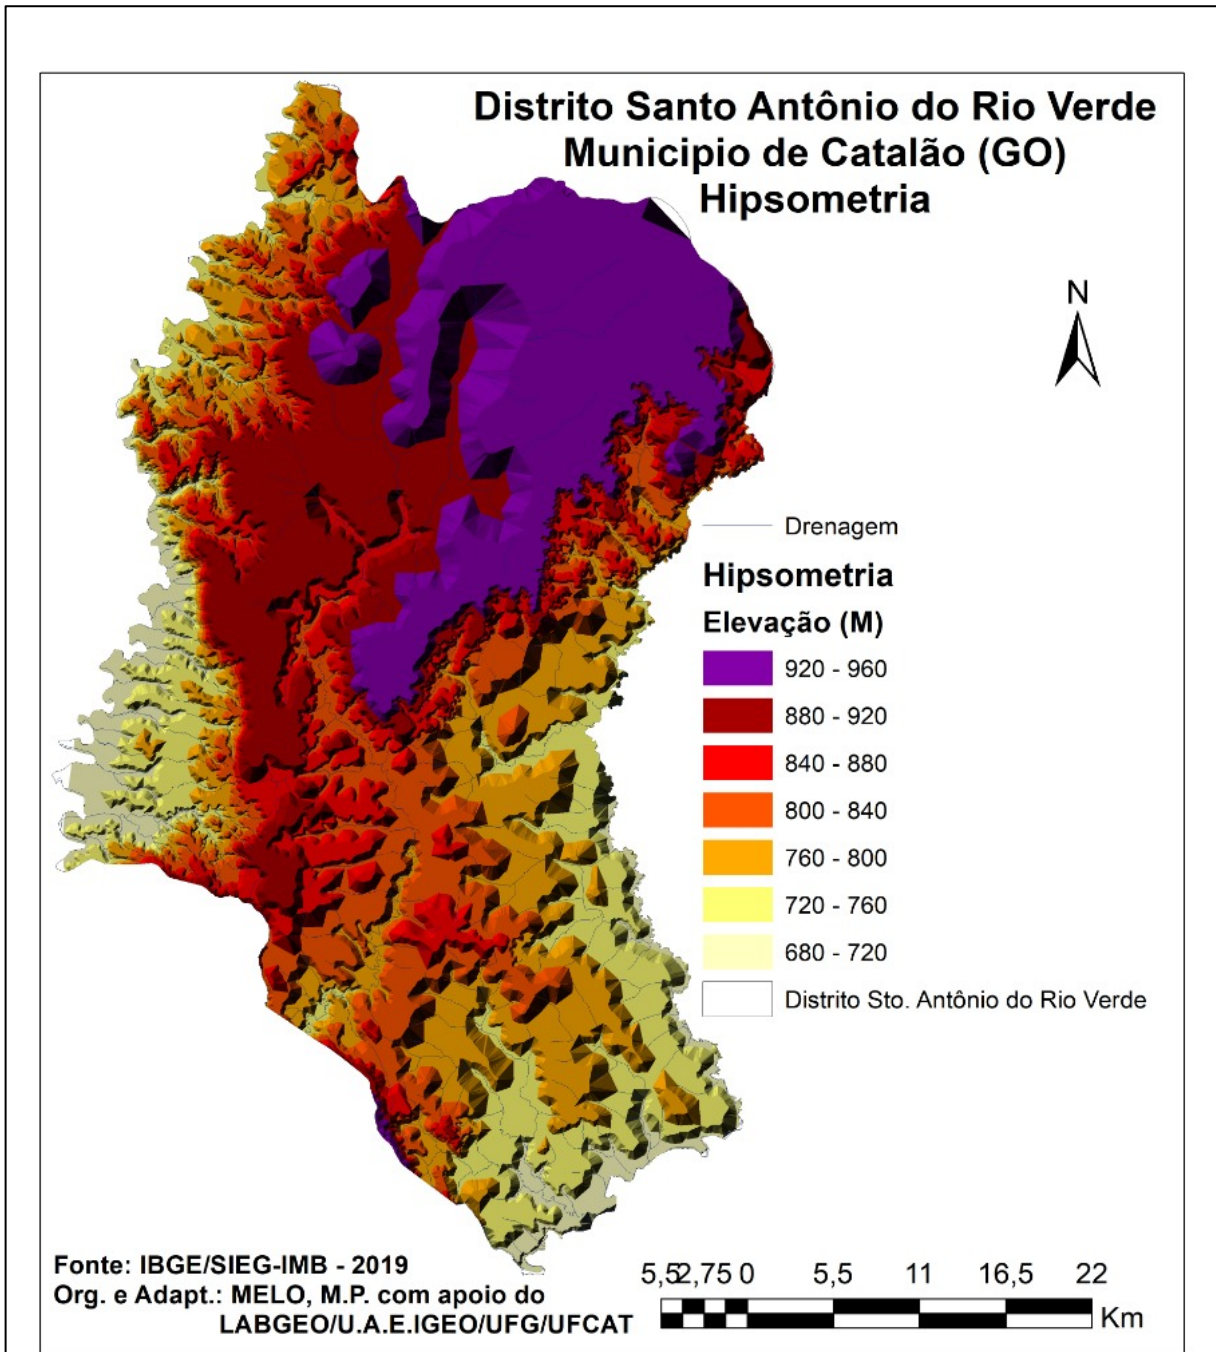 Distrito Santo Antônio do Rio Verde
Municipio de Catalão (GO)
Hipsometria
N
Drenagem
Hipsometria
Elevação (M)
920 - 960
880 - 920
840 - 880
800 - 840
760 - 800
720 - 760
680 - 720
Distrito Sto. Antônio do Rio Verde
Fonte: IBGE/SIEG-IMB - 2019
Org. e Adapt.: MELO, M.P. com apoio do
LABGEO/U.A.E.IGEO/UFG/UFCAT
5,5 2,75 0 5,5 11 16,5 22
Km